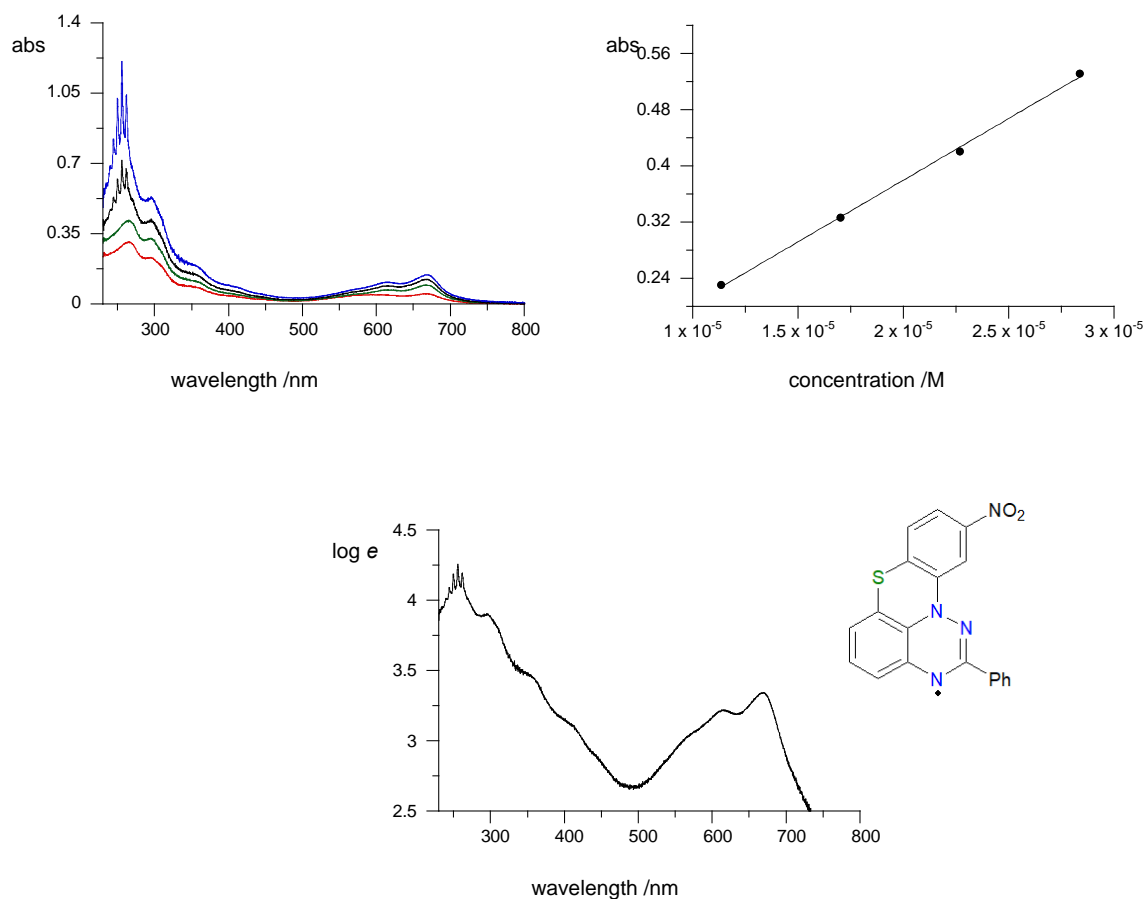 abs
1.4
1.05
0.7
0.35
0
300 400 500 600 700 800
wavelength /nm
abs
0.56
0.48
0.4
0.32
0.24
1 x 10⁻⁵ 1.5 x 10⁻⁵ 2 x 10⁻⁵ 2.5 x 10⁻⁵ 3 x 10⁻⁵
concentration /M
log e
4.5
4
3.5
3
2.5
300 400 500 600 700 800
wavelength /nm
NO₂
S
N
N
N
Ph